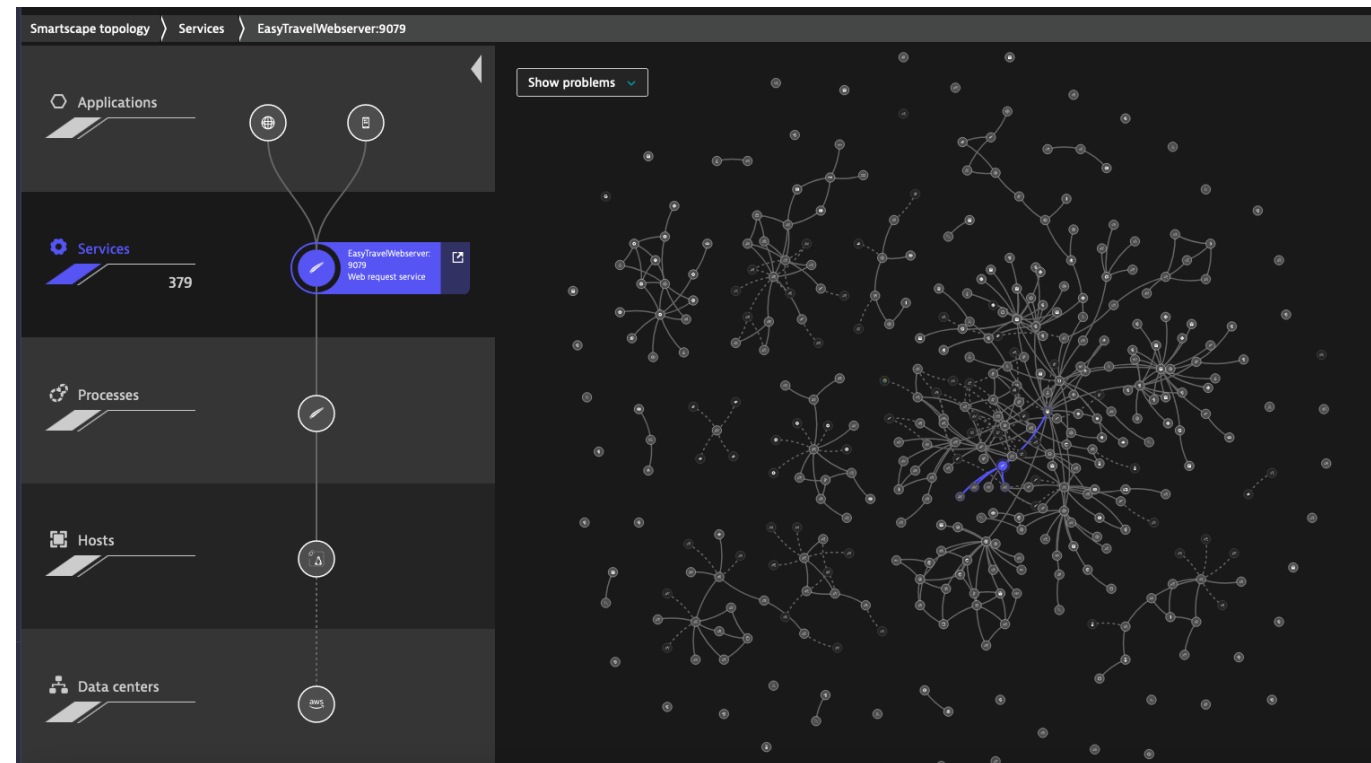 Smartscape topology
Services
EasyTravelWebserver:9079
Show problems
Applications
Services
379
EasyTravelWebserver:
9079
Web request service
Processes
Hosts
Data centers
aws